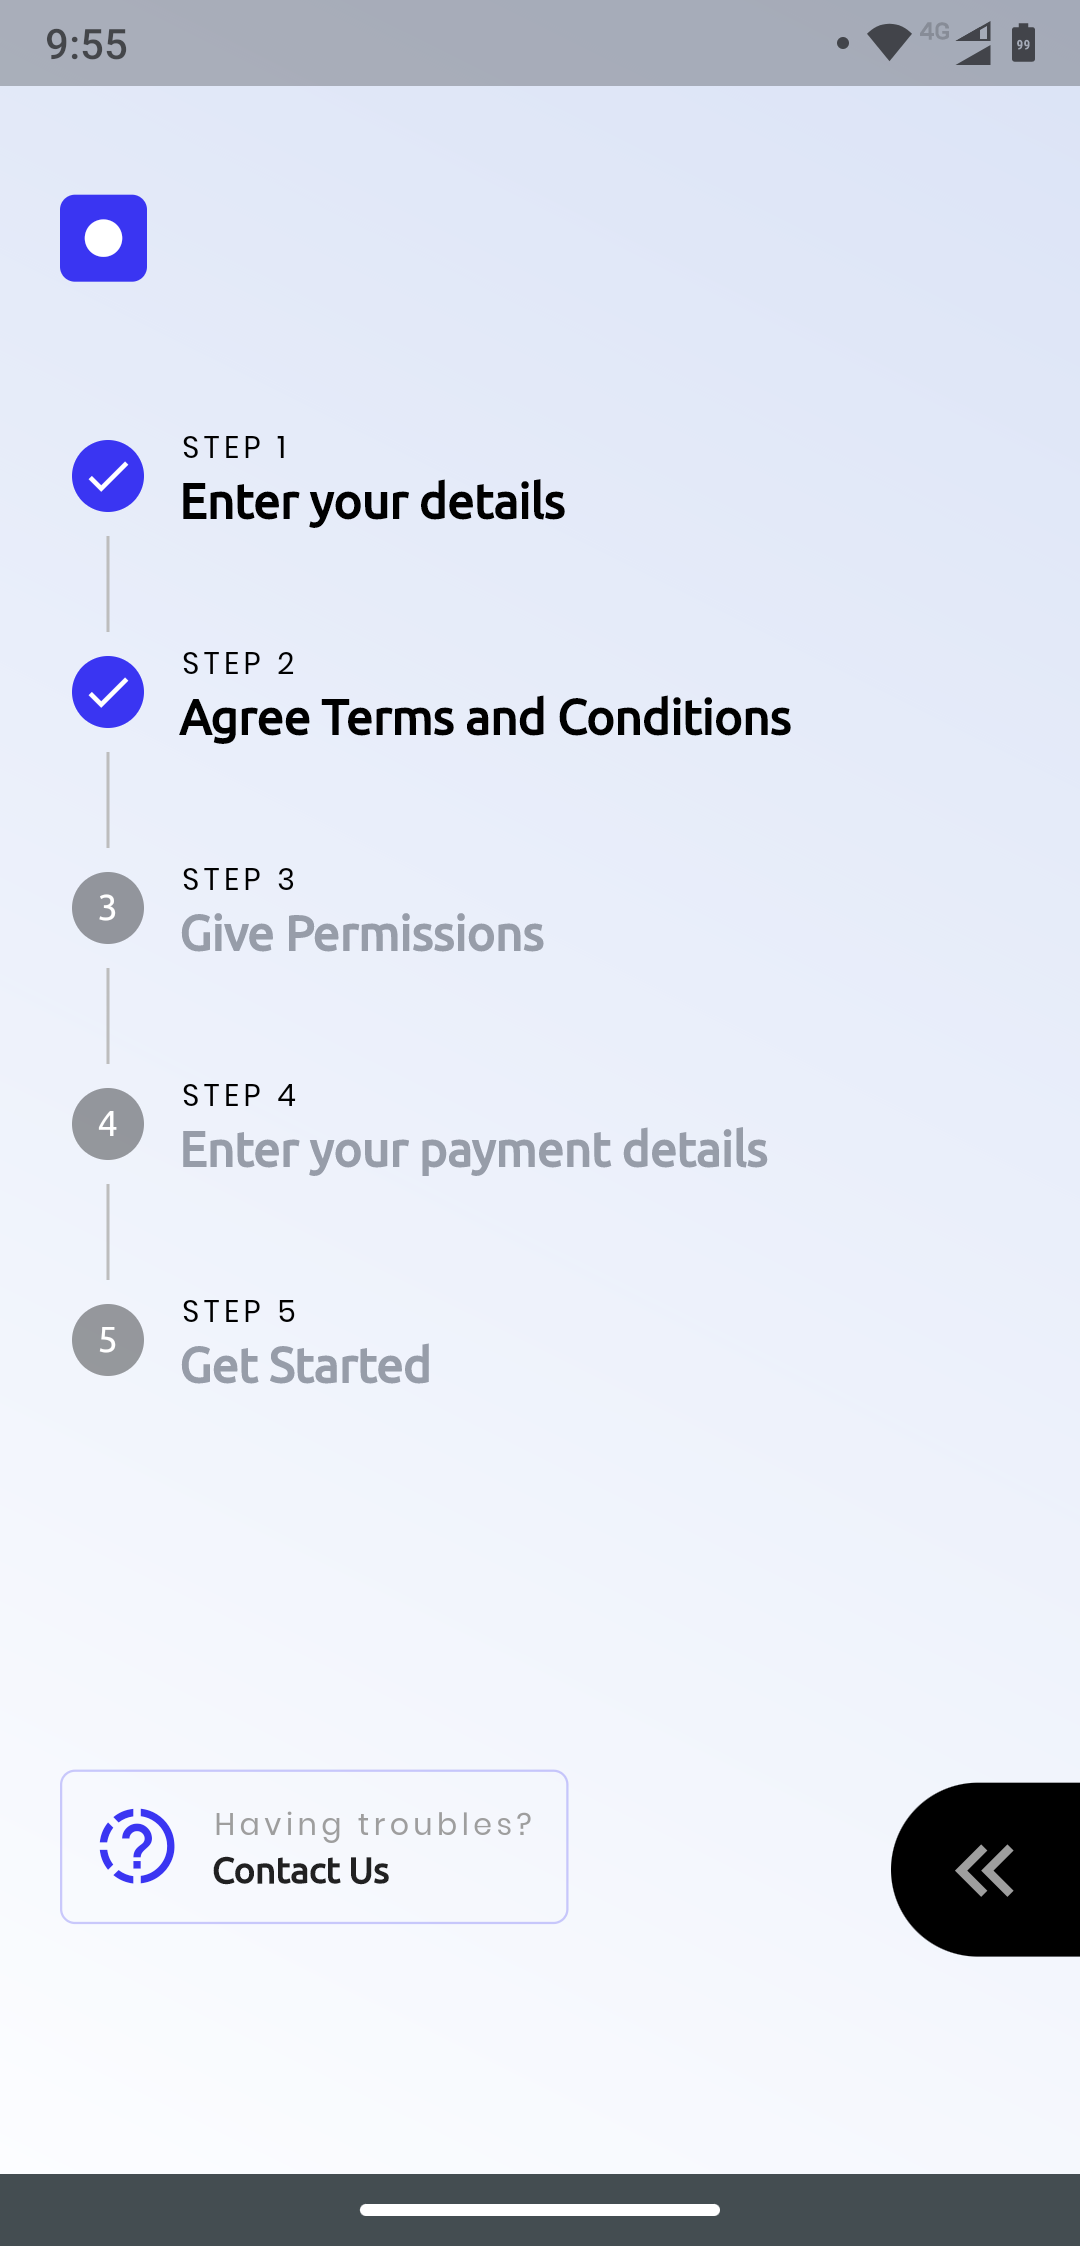 9:55
4G
99
STEP 1
Enter your details
STEP 2
Agree Terms and Conditions
STEP 3
3
Give Permissions
STEP 4
4
Enter your payment details
STEP 5
5
Get Started
Having troubles?
Contact Us